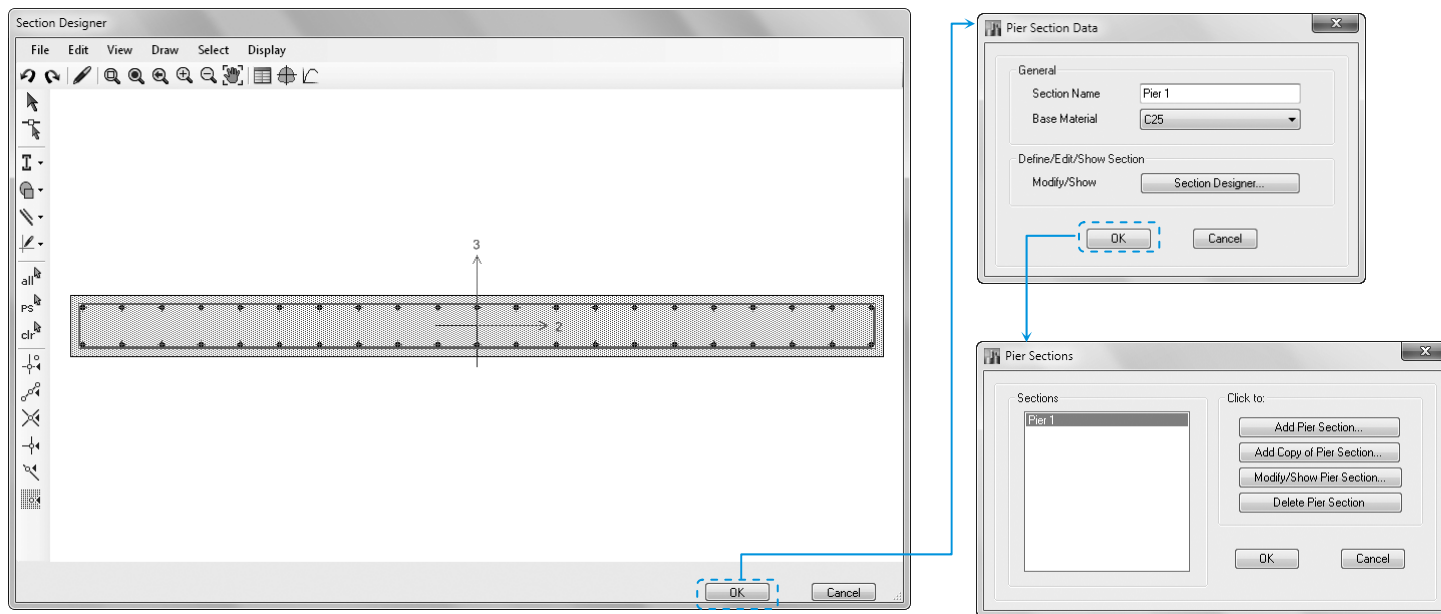 Section Designer
File Edit View Draw Select Display
all
PS
clr
3
2
OK Cancel
Pier Section Data
General
Section Name Pier 1
Base Material C25
Define/Edit/Show Section
Modify/Show Section Designer...
OK Cancel
Pier Sections
Sections
Pier 1
Click to:
Add Pier Section...
Add Copy of Pier Section...
Modify/Show Pier Section...
Delete Pier Section
OK Cancel